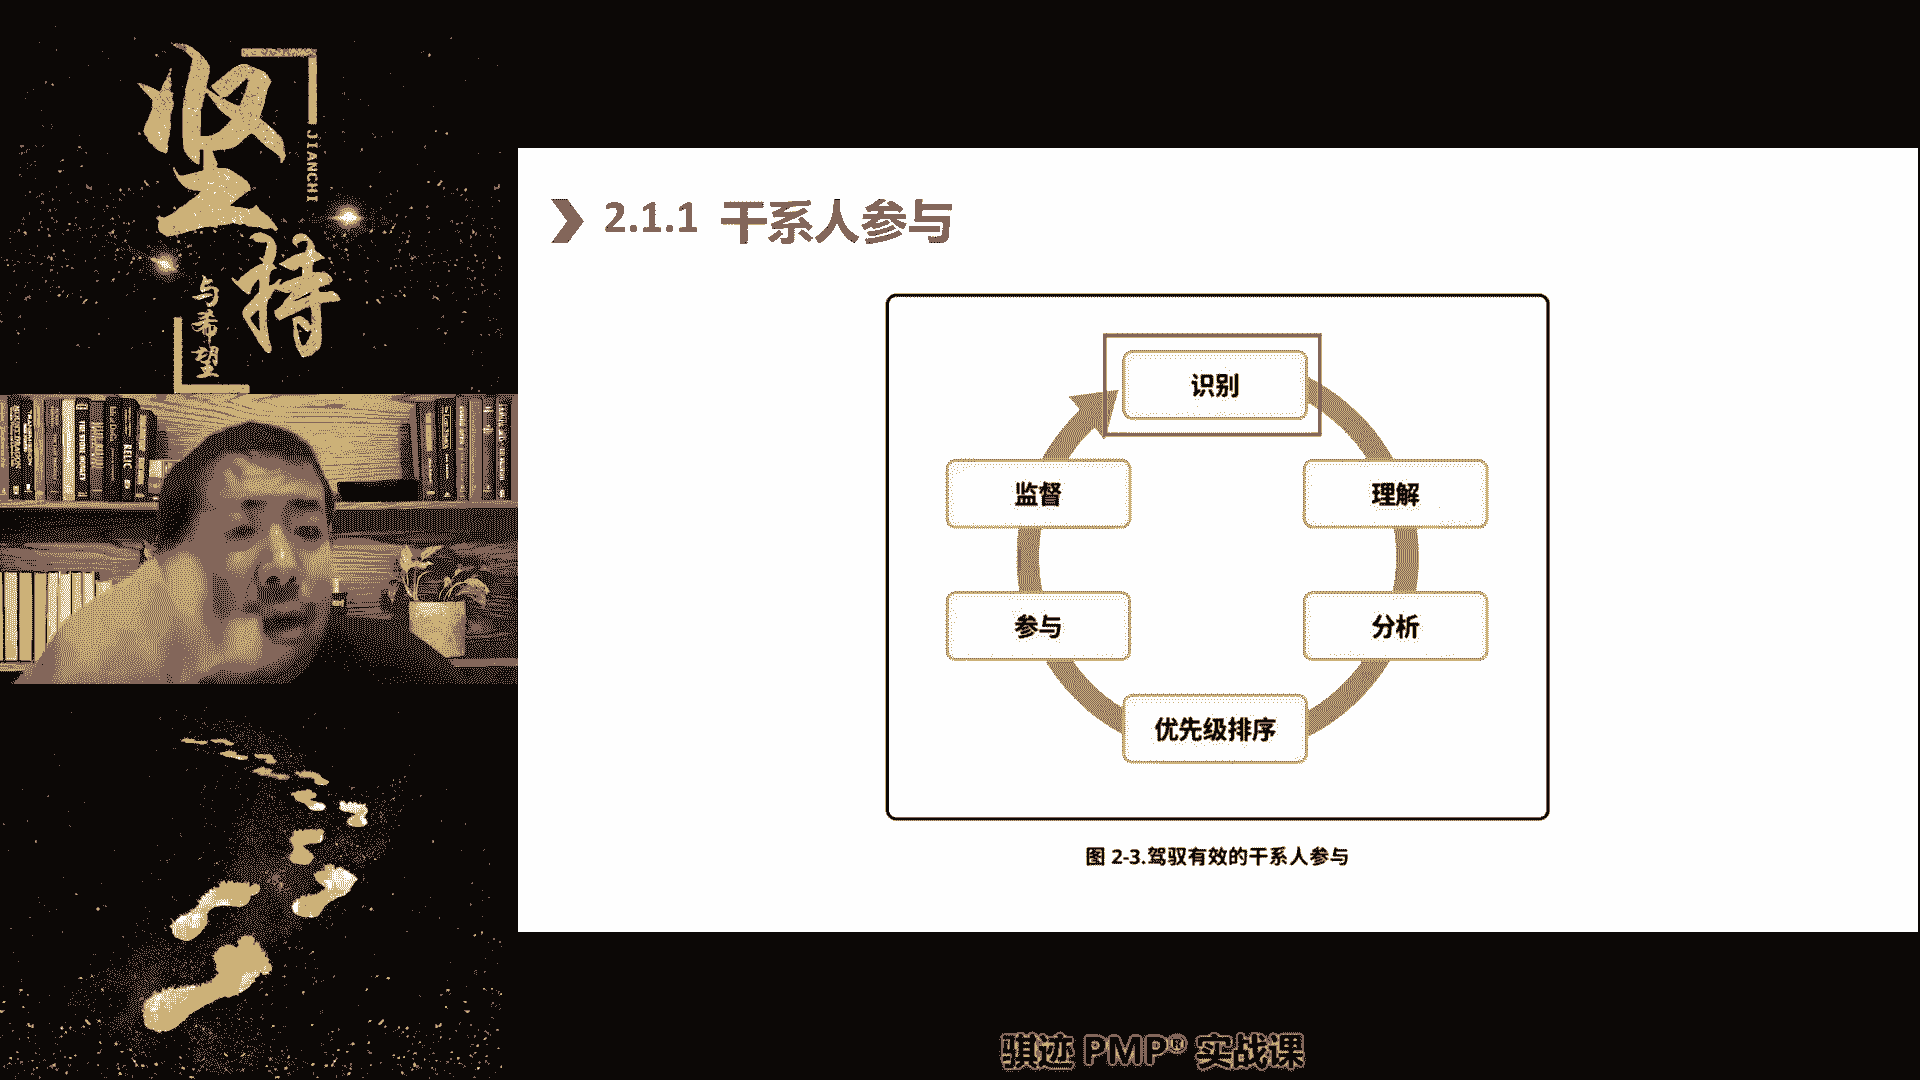 坚持
JIANCHI
与希望
2.1.1 干系人参与
识别
监督
理解
参与
分析
优先级排序
图 2-3.驾驭有效的干系人参与
骐迹 PMP® 实战课